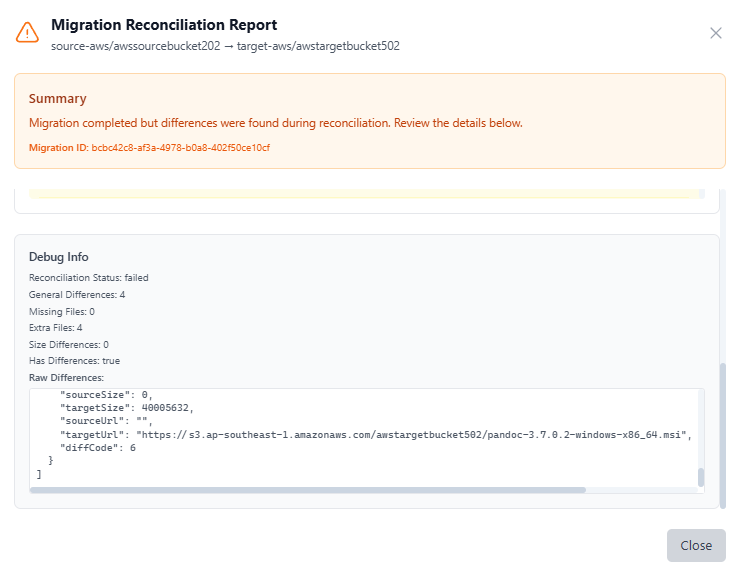 Migration Reconciliation Report
source-aws/awssourcebucket202 → target-aws/awstargetbucket502
Summary
Migration completed but differences were found during reconciliation. Review the details below.
Migration ID: bcbc42c8-af3a-4978-b0a8-402f50ce10cf
Debug Info
Reconciliation Status: failed
General Differences: 4
Missing Files: 0
Extra Files: 4
Size Differences: 0
Has Differences: true
Raw Differences:
"sourceSize": 0,
"targetSize": 40005632,
"sourceUrl": "",
"targetUrl": "https://s3.ap-southeast-1.amazonaws.com/awstargetbucket502/pandoc-3.7.0.2-windows-x86_64.msi",
"diffCode": 6
}
]
Close